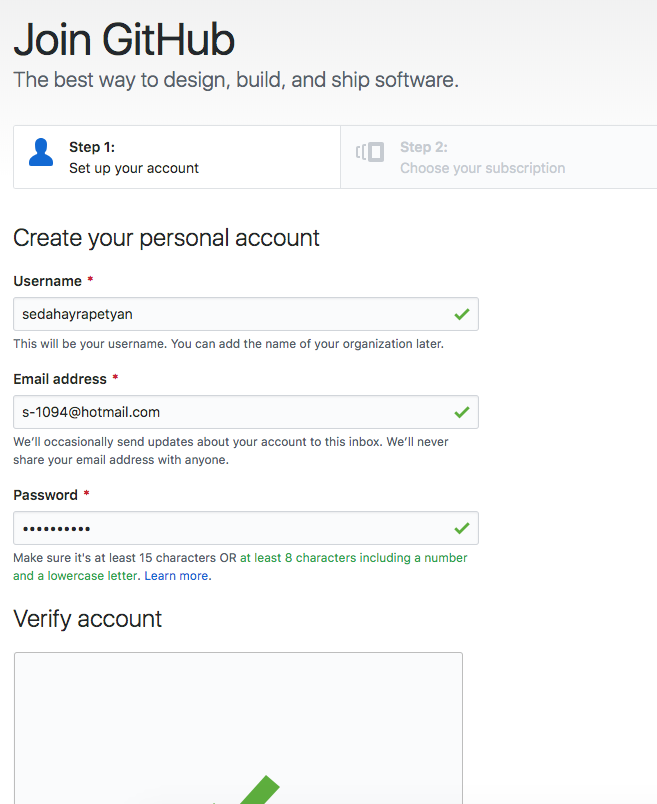 Join GitHub
The best way to design, build, and ship software.
Step 1:
Set up your account
Step 2:
Choose your subscription
Create your personal account
Username *
sedahayrapetyan
This will be your username. You can add the name of your organization later.
Email address *
s-1094@hotmail.com
We’ll occasionally send updates about your account to this inbox. We’ll never
share your email address with anyone.
Password *
••••••••••
Make sure it's at least 15 characters OR at least 8 characters including a number
and a lowercase letter. Learn more.
Verify account